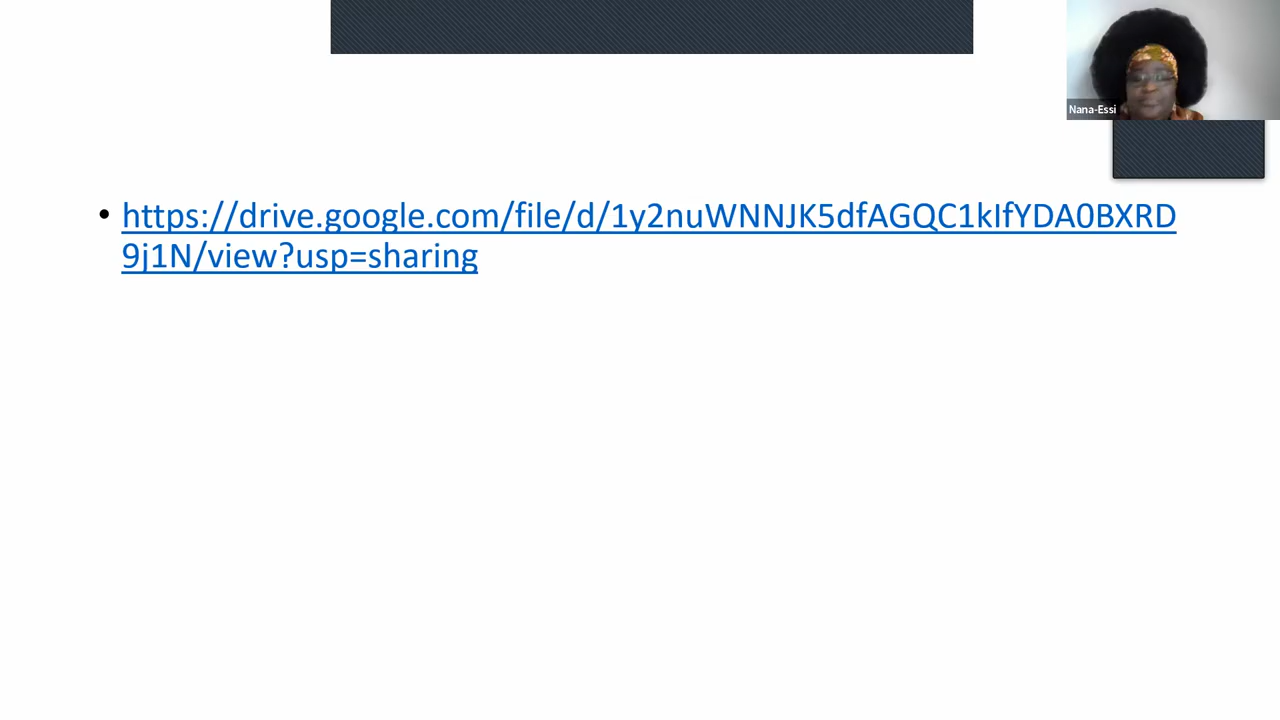 Nana-Essi
• https://drive.google.com/file/d/1y2nuWNNJK5dfAGQC1kIfYDA0BXRD
9j1N/view?usp=sharing